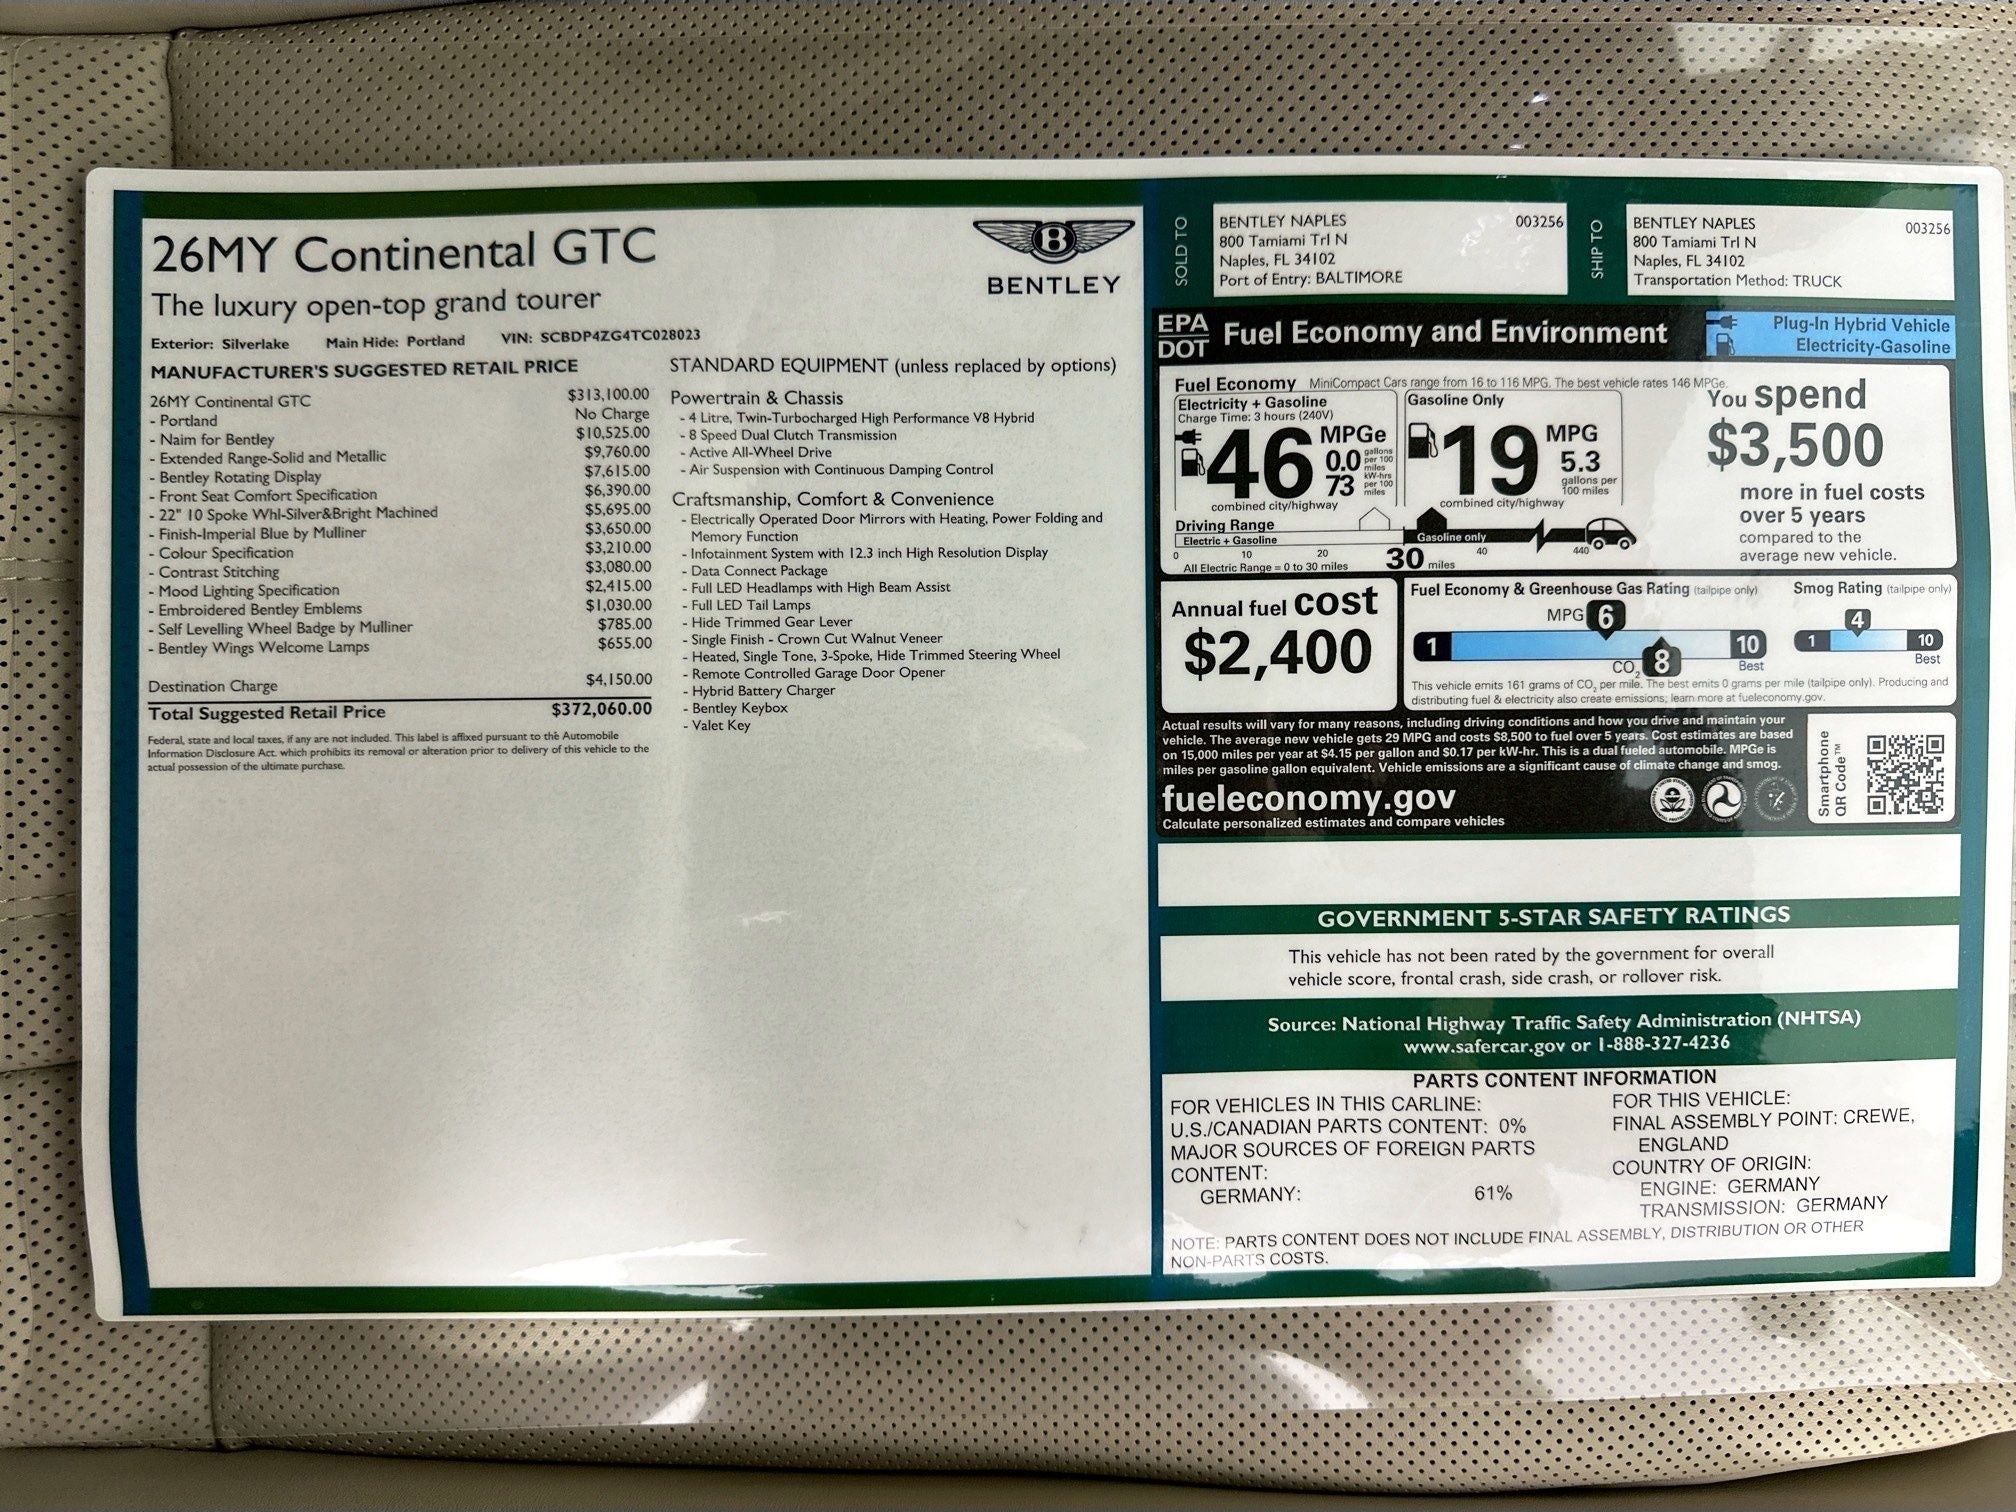 26MY Continental GTC
The luxury open-top grand tourer
BENTLEY
Exterior: Silverlake Main Hide: Portland VIN: SCBDP4ZG4TC028023
MANUFACTURER'S SUGGESTED RETAIL PRICE
26MY Continental GTC $313,100.00
- Portland No Charge
- Naim for Bentley $10,525.00
- Extended Range-Solid and Metallic $9,760.00
- Bentley Rotating Display $7,615.00
- Front Seat Comfort Specification $6,390.00
- 22" 10 Spoke Whl-Silver&Bright Machined $5,695.00
- Finish-Imperial Blue by Mulliner $3,650.00
- Colour Specification $3,210.00
- Contrast Stitching $3,080.00
- Mood Lighting Specification $2,415.00
- Embroidered Bentley Emblems $1,030.00
- Self Levelling Wheel Badge by Mulliner $785.00
- Bentley Wings Welcome Lamps $655.00
Destination Charge $4,150.00
Total Suggested Retail Price $372,060.00
Federal, state and local taxes, if any are not included. This label is affixed pursuant to the Automobile
Information Disclosure Act. which prohibits its removal or alteration prior to delivery of this vehicle to the
actual possession of the ultimate purchase.
STANDARD EQUIPMENT (unless replaced by options)
Powertrain & Chassis
- 4 Litre, Twin-Turbocharged High Performance V8 Hybrid
- 8 Speed Dual Clutch Transmission
- Active All-Wheel Drive
- Air Suspension with Continuous Damping Control
Craftsmanship, Comfort & Convenience
- Electrically Operated Door Mirrors with Heating, Power Folding and
Memory Function
- Infotainment System with 12.3 inch High Resolution Display
- Data Connect Package
- Full LED Headlamps with High Beam Assist
- Full LED Tail Lamps
- Hide Trimmed Gear Lever
- Single Finish - Crown Cut Walnut Veneer
- Heated, Single Tone, 3-Spoke, Hide Trimmed Steering Wheel
- Remote Controlled Garage Door Opener
- Hybrid Battery Charger
- Bentley Keybox
- Valet Key
SOLD TO
BENTLEY NAPLES 003256
800 Tamiami Trl N
Naples, FL 34102
Port of Entry: BALTIMORE
SHIP TO
BENTLEY NAPLES 003256
800 Tamiami Trl N
Naples, FL 34102
Transportation Method: TRUCK
EPA
DOT
Fuel Economy and Environment
Plug-In Hybrid Vehicle
Electricity-Gasoline
Fuel Economy MiniCompact Cars range from 16 to 116 MPG. The best vehicle rates 146 MPGe.
Electricity + Gasoline
Charge Time: 3 hours (240V)
46 MPGe
0.0 gallons per 100 miles
73 kW-hrs per 100 miles
combined city/highway
Gasoline Only
19 MPG
5.3
gallons per
100 miles
combined city/highway
Driving Range
Electric + Gasoline
Gasoline only
0 10 20 30 miles 40 440
All Electric Range = 0 to 30 miles
You spend
$3,500
more in fuel costs
over 5 years
compared to the
average new vehicle.
Annual fuel cost
$2,400
Fuel Economy & Greenhouse Gas Rating (tailpipe only)
MPG 6
1 10
Best
CO2 8
Smog Rating (tailpipe only)
4
1 10
Best
This vehicle emits 161 grams of CO2 per mile. The best emits 0 grams per mile (tailpipe only). Producing and
distributing fuel & electricity also create emissions; learn more at fueleconomy.gov.
Actual results will vary for many reasons, including driving conditions and how you drive and maintain your
vehicle. The average new vehicle gets 29 MPG and costs $8,500 to fuel over 5 years. Cost estimates are based
on 15,000 miles per year at $4.15 per gallon and $0.17 per kW-hr. This is a dual fueled automobile. MPGe is
miles per gasoline gallon equivalent. Vehicle emissions are a significant cause of climate change and smog.
fueleconomy.gov
Calculate personalized estimates and compare vehicles
Smartphone
QR Code™
GOVERNMENT 5-STAR SAFETY RATINGS
This vehicle has not been rated by the government for overall
vehicle score, frontal crash, side crash, or rollover risk.
Source: National Highway Traffic Safety Administration (NHTSA)
www.safercar.gov or 1-888-327-4236
PARTS CONTENT INFORMATION
FOR VEHICLES IN THIS CARLINE:
U.S./CANADIAN PARTS CONTENT: 0%
MAJOR SOURCES OF FOREIGN PARTS
CONTENT:
GERMANY: 61%
FOR THIS VEHICLE:
FINAL ASSEMBLY POINT: CREWE,
ENGLAND
COUNTRY OF ORIGIN:
ENGINE: GERMANY
TRANSMISSION: GERMANY
NOTE: PARTS CONTENT DOES NOT INCLUDE FINAL ASSEMBLY, DISTRIBUTION OR OTHER
NON-PARTS COSTS.